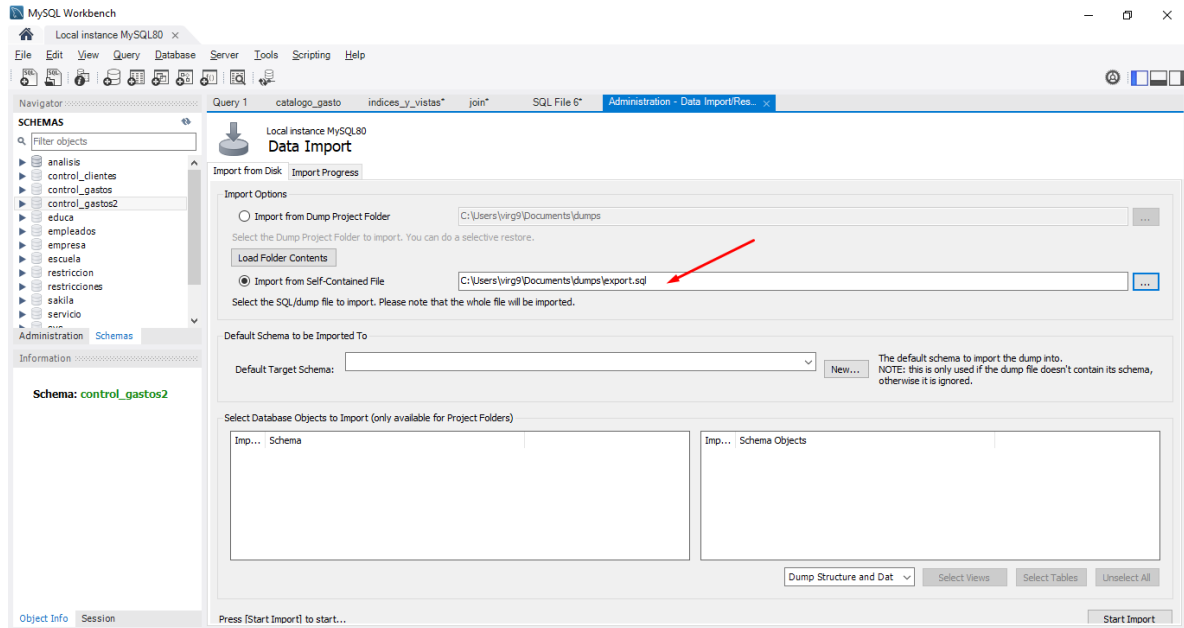 MySQL Workbench
Local instance MySQL80
File Edit View Query Database Server Tools Scripting Help
Navigator
SCHEMAS
Filter objects
analisis
control_clientes
control_gastos
control_gastos2
educa
empleados
empresa
escuela
restriccion
restricciones
sakila
servicio
sys
Administration Schemas
Information
Schema: control_gastos2
Object Info Session
Query 1 catalogo_gasto indices_y_vistas* join* SQL File 6* Administration - Data Import/Res...
Local instance MySQL80
Data Import
Import from Disk Import Progress
Import Options
Import from Dump Project Folder C:\Users\virg9\Documents\dumps ...
Select the Dump Project Folder to import. You can do a selective restore.
Load Folder Contents
Import from Self-Contained File C:\Users\virg9\Documents\dumps\export.sql ...
Select the SQL/dump file to import. Please note that the whole file will be imported.
Default Schema to be Imported To
Default Target Schema: New...
The default schema to import the dump into.
NOTE: this is only used if the dump file doesn't contain its schema,
otherwise it is ignored.
Select Database Objects to Import (only available for Project Folders)
Imp... Schema
Imp... Schema Objects
Dump Structure and Dat Select Views Select Tables Unselect All
Press [Start Import] to start... Start Import